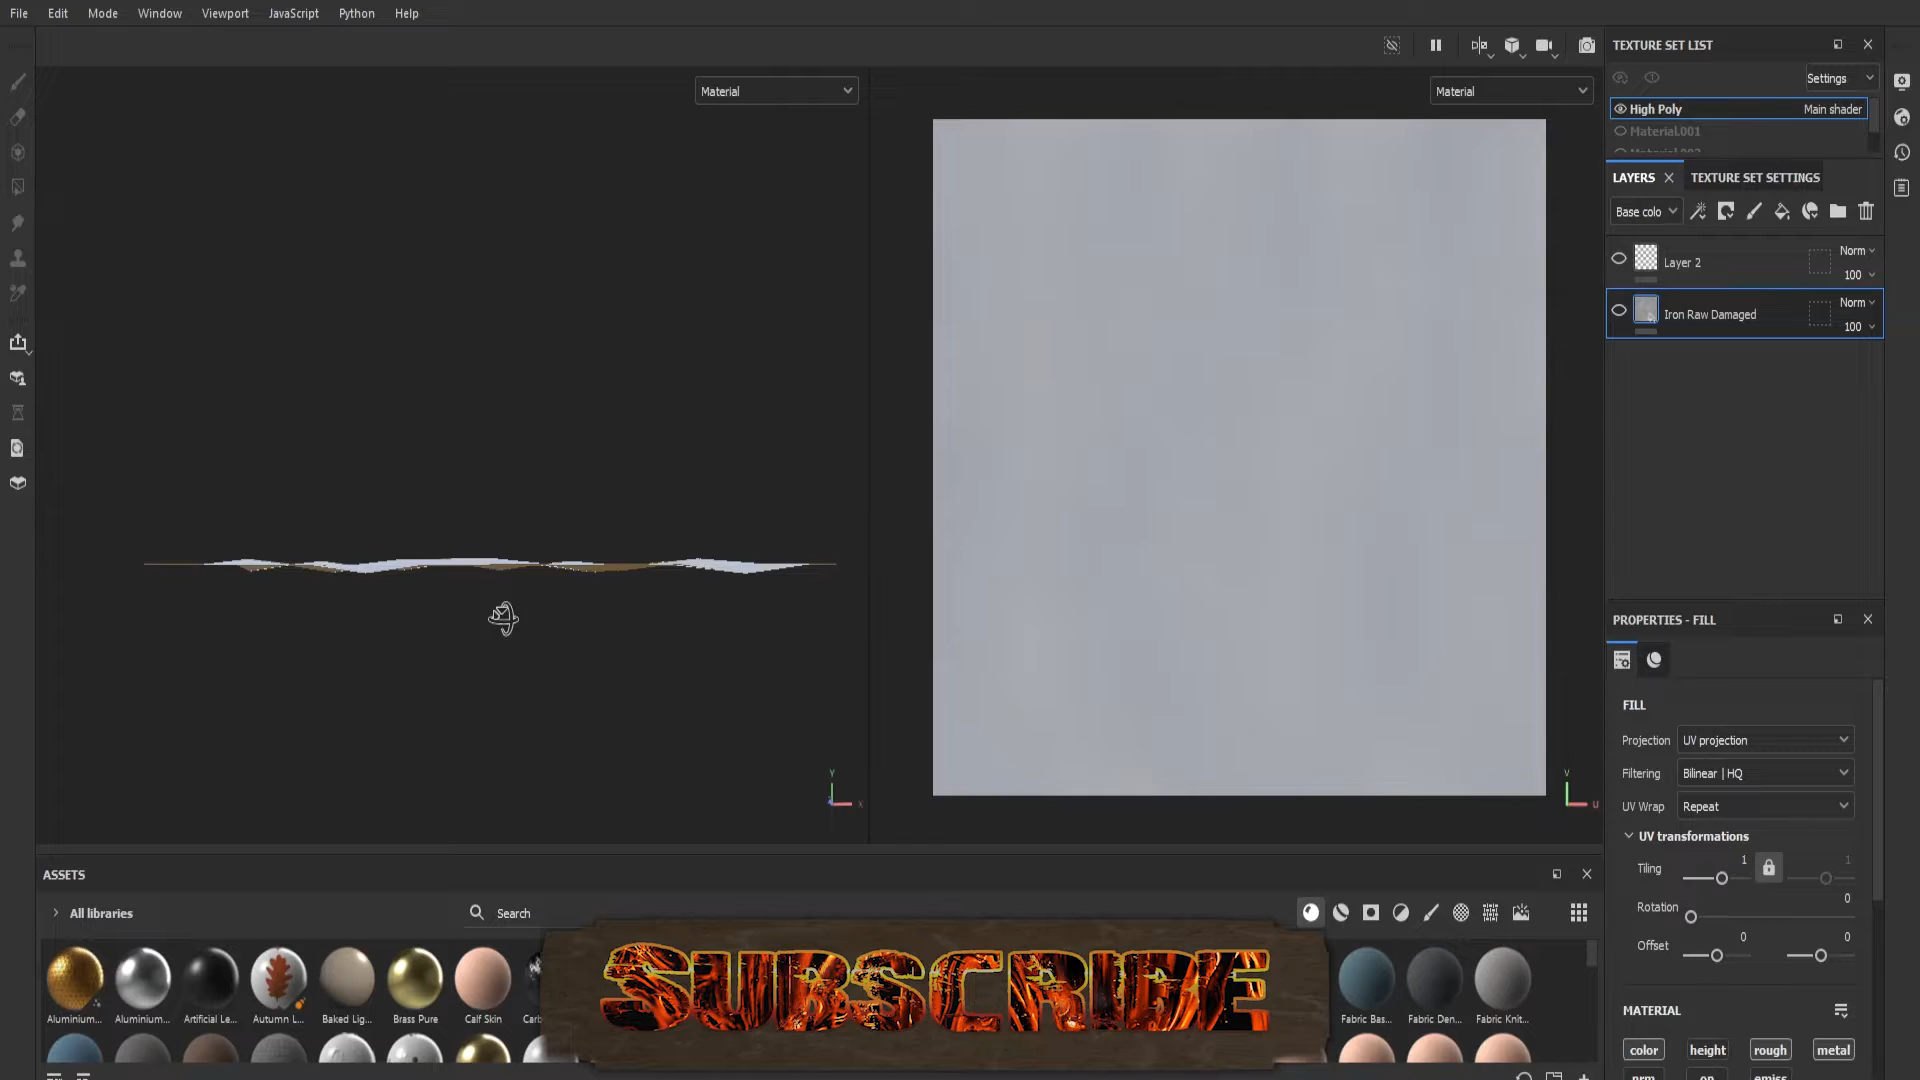 File Edit Mode Window Viewport JavaScript Python Help
TEXTURE SET LIST
Settings
Material
Material
High Poly Main shader
Material.001
LAYERS TEXTURE SET SETTINGS
Base colo
Layer 2 Norm
100
Iron Raw Damaged Norm
100
PROPERTIES - FILL
FILL
Projection UV projection
Filtering Bilinear | HQ
UV Wrap Repeat
UV transformations
Tiling 1 1
Rotation 0
Offset 0 0
MATERIAL
color height rough metal
Y
X
V
U
ASSETS
All libraries Search
Aluminium... Aluminium... Artificial Le... Autumn L... Baked Lig... Brass Pure Calf Skin Fabric Bas... Fabric Den... Fabric Knit...
SUBSCRIBE